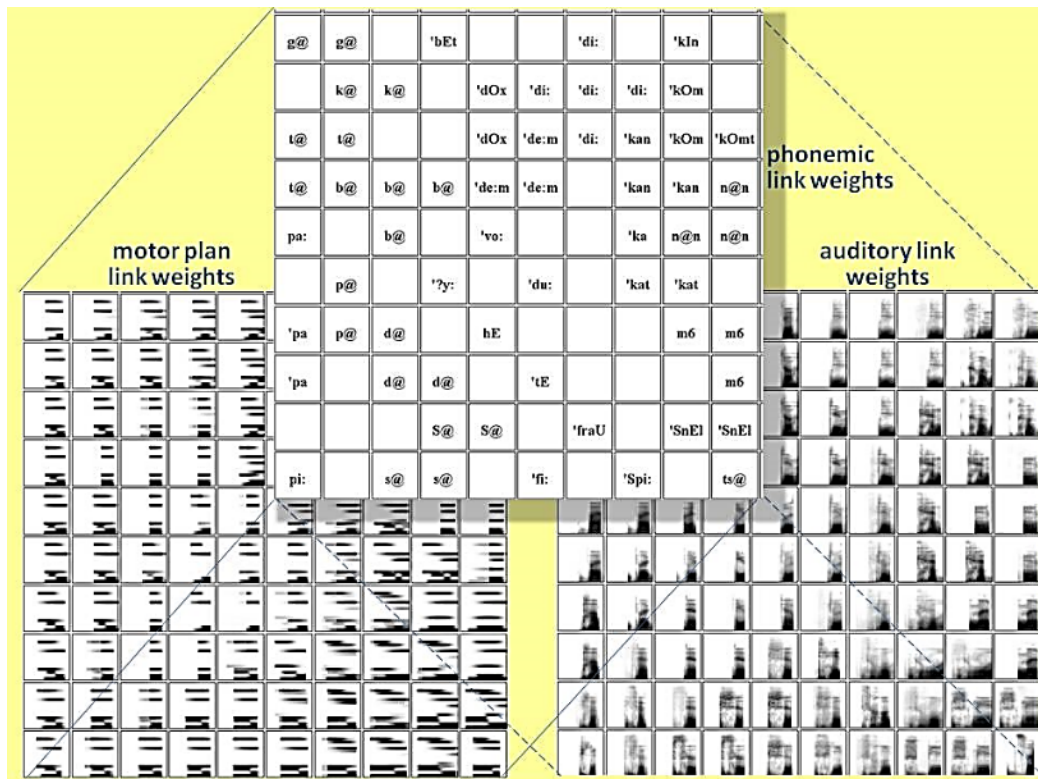 g@ g@ 'bEt 'di: 'kIn
k@ k@ 'dOx 'di: 'di: 'di: 'kOm
t@ t@ 'dOx 'de:m 'di: 'kan 'kOm 'kOmt
phonemic
link weights
t@ b@ b@ b@ 'de:m 'de:m 'kan 'kan n@n
pa: b@ 'vo: 'ka n@n n@n
motor plan
link weights
auditory link
weights
p@ '?y: 'du: 'kat 'kat
'pa p@ d@ hE m6 m6
'pa d@ d@ 'tE m6
S@ S@ 'fraU 'SnEl 'SnEl
pi: s@ s@ 'fi: 'Spi: ts@